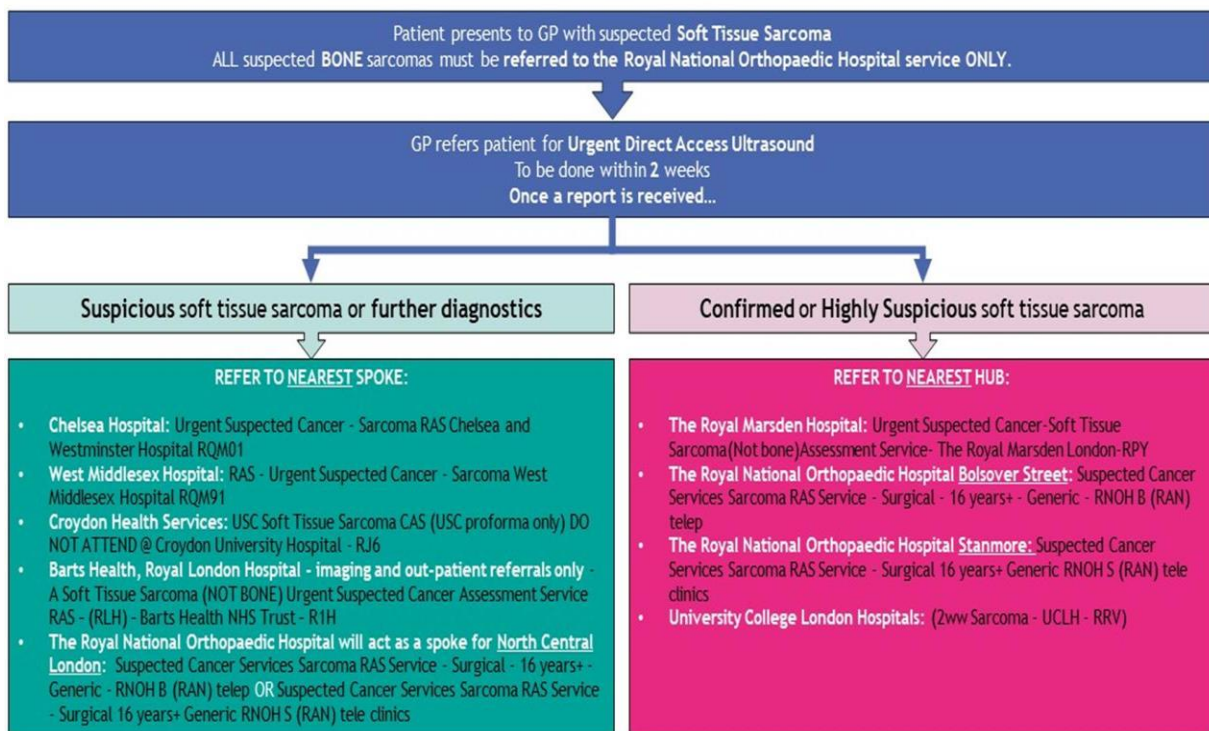 Patient presents to GP with suspected Soft Tissue Sarcoma
ALL suspected BONE sarcomas must be referred to the Royal National Orthopaedic Hospital service ONLY.
GP refers patient for Urgent Direct Access Ultrasound
To be done within 2 weeks
Once a report is received...
Suspicious soft tissue sarcoma or further diagnostics
REFER TO NEAREST SPOKE:
• Chelsea Hospital: Urgent Suspected Cancer - Sarcoma RAS Chelsea and
Westminster Hospital RQM01
• West Middlesex Hospital: RAS - Urgent Suspected Cancer - Sarcoma West
Middlesex Hospital RQM91
• Croydon Health Services: USC Soft Tissue Sarcoma CAS (USC proforma only) DO
NOT ATTEND @ Croydon University Hospital - RJ6
• Barts Health, Royal London Hospital - imaging and out-patient referrals only -
A Soft Tissue Sarcoma (NOT BONE) Urgent Suspected Cancer Assessment Service
RAS - (RLH) - Barts Health NHS Trust - R1H
• The Royal National Orthopaedic Hospital will act as a spoke for North Central
London: Suspected Cancer Services Sarcoma RAS Service - Surgical - 16 years+ -
Generic - RNOH B (RAN) telep OR Suspected Cancer Services Sarcoma RAS Service
- Surgical 16 years+ Generic RNOH S (RAN) tele clinics
Confirmed or Highly Suspicious soft tissue sarcoma
REFER TO NEAREST HUB:
• The Royal Marsden Hospital: Urgent Suspected Cancer-Soft Tissue
Sarcoma(Not bone)Assessment Service- The Royal Marsden London-RPY
• The Royal National Orthopaedic Hospital Bolsover Street: Suspected Cancer
Services Sarcoma RAS Service - Surgical - 16 years+ - Generic - RNOH B (RAN)
telep
• The Royal National Orthopaedic Hospital Stanmore: Suspected Cancer
Services Sarcoma RAS Service - Surgical 16 years+ Generic RNOH S (RAN) tele
clinics
• University College London Hospitals: (2ww Sarcoma - UCLH - RRV)